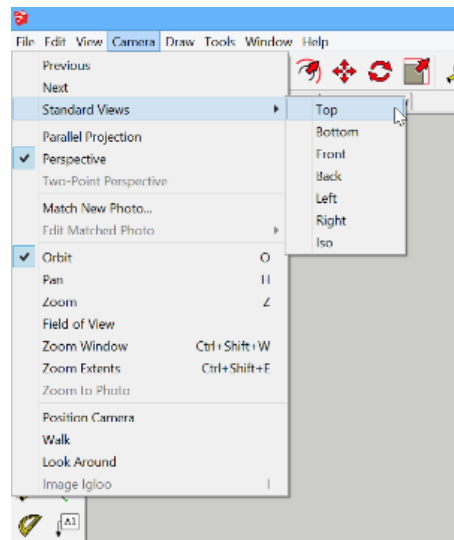 File Edit View Camera Draw Tools Window Help
Previous
Next
Standard Views
Top
Bottom
Front
Back
Left
Right
Iso
Parallel Projection
Perspective
Two-Point Perspective
Match New Photo...
Edit Matched Photo
Orbit O
Pan H
Zoom Z
Field of View
Zoom Window Ctrl+Shift+W
Zoom Extents Ctrl+Shift+E
Zoom to Photo
Position Camera
Walk
Look Around
Image Igloo I
A1